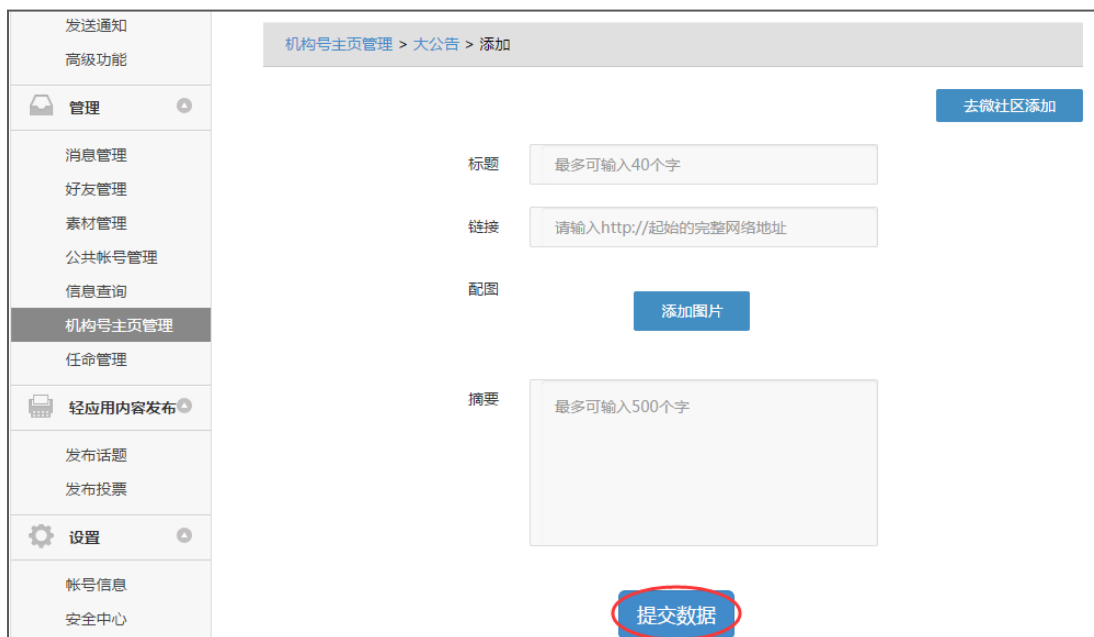 发送通知
高级功能
管理
消息管理
好友管理
素材管理
公共帐号管理
信息查询
机构号主页管理
任命管理
轻应用内容发布
发布话题
发布投票
设置
帐号信息
安全中心
机构号主页管理 > 大公告 > 添加
去微社区添加
标题 最多可输入40个字
链接 请输入http://起始的完整网络地址
配图
添加图片
摘要 最多可输入500个字
提交数据